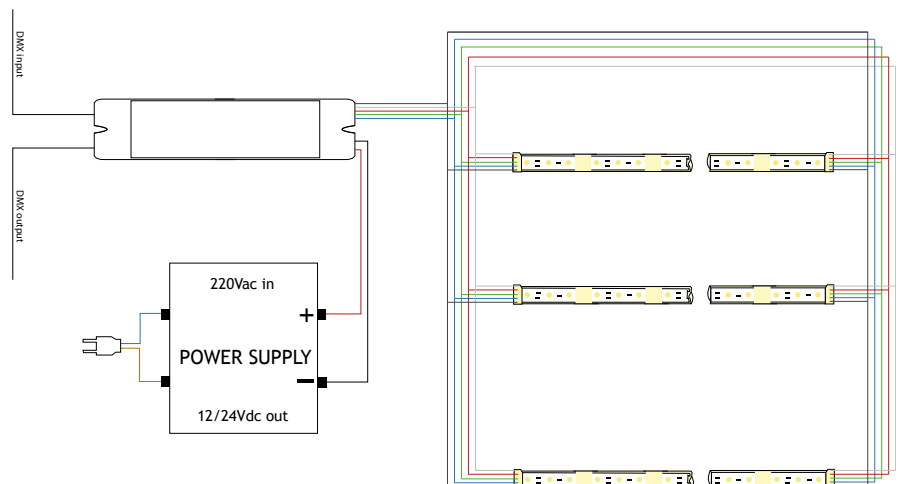 DMX input
DMX output
220Vac in
+
POWER SUPPLY
−
12/24Vdc out